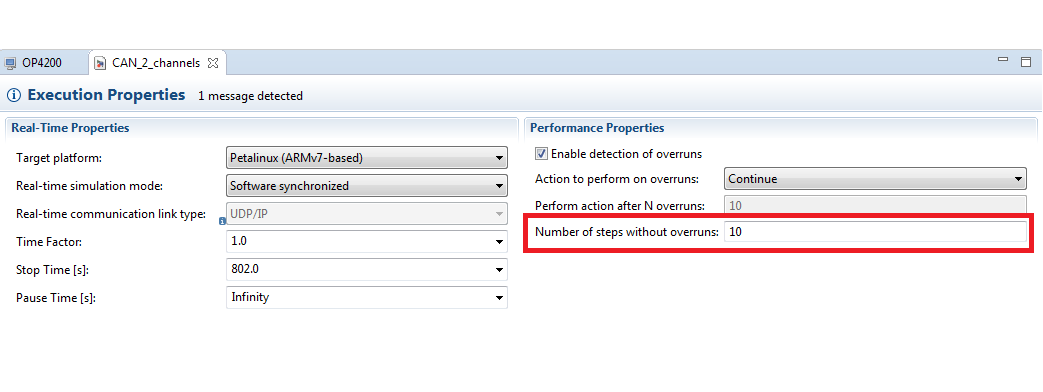 OP4200 CAN_2_channels
Execution Properties 1 message detected
Real-Time Properties
Target platform: Petalinux (ARMv7-based)
Real-time simulation mode: Software synchronized
Real-time communication link type: UDP/IP
Time Factor: 1.0
Stop Time [s]: 802.0
Pause Time [s]: Infinity
Performance Properties
Enable detection of overruns
Action to perform on overruns: Continue
Perform action after N overruns: 10
Number of steps without overruns: 10